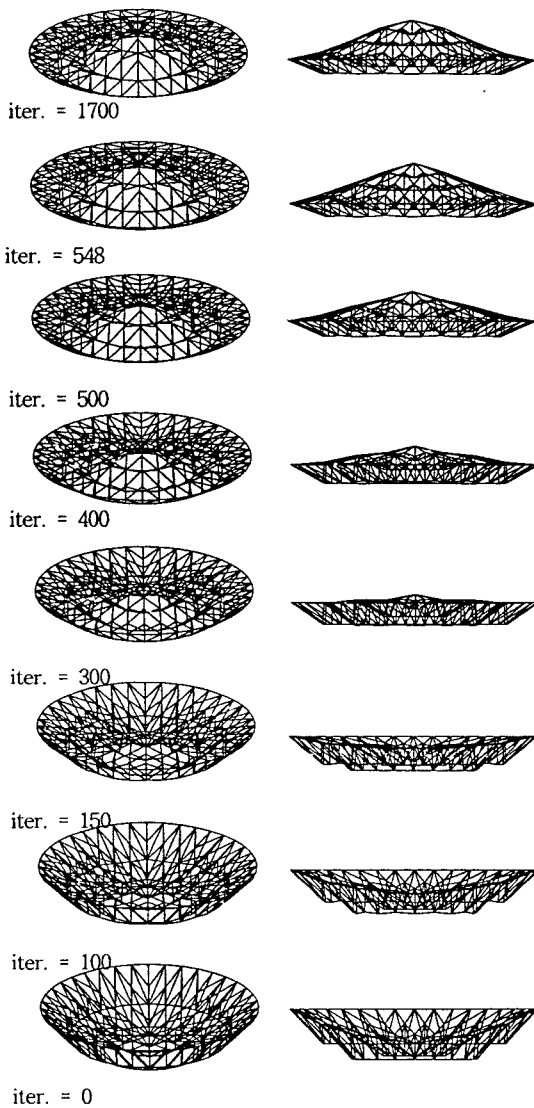 iter. = 1700
iter. = 548
iter. = 500
iter. = 400
iter. = 300
iter. = 150
iter. = 100
iter. = 0